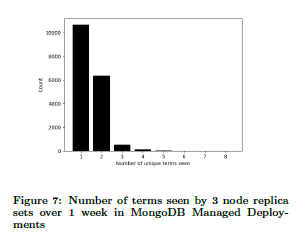 10000
8000
6000
4000
2000
0
Count
1 2 3 4 5 6 7 8
Number of unique terms seen
Figure 7: Number of terms seen by 3 node replica
sets over 1 week in MongoDB Managed Deploy-
ments